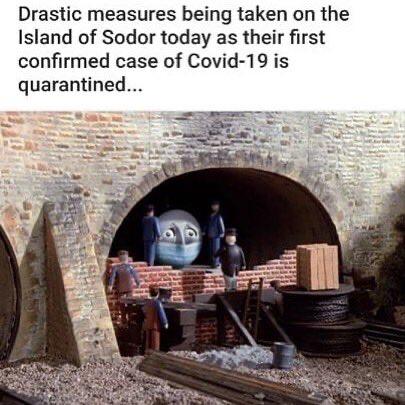 Drastic measures being taken on the
Island of Sodor today as their first
confirmed case of Covid-19 is
quarantined...